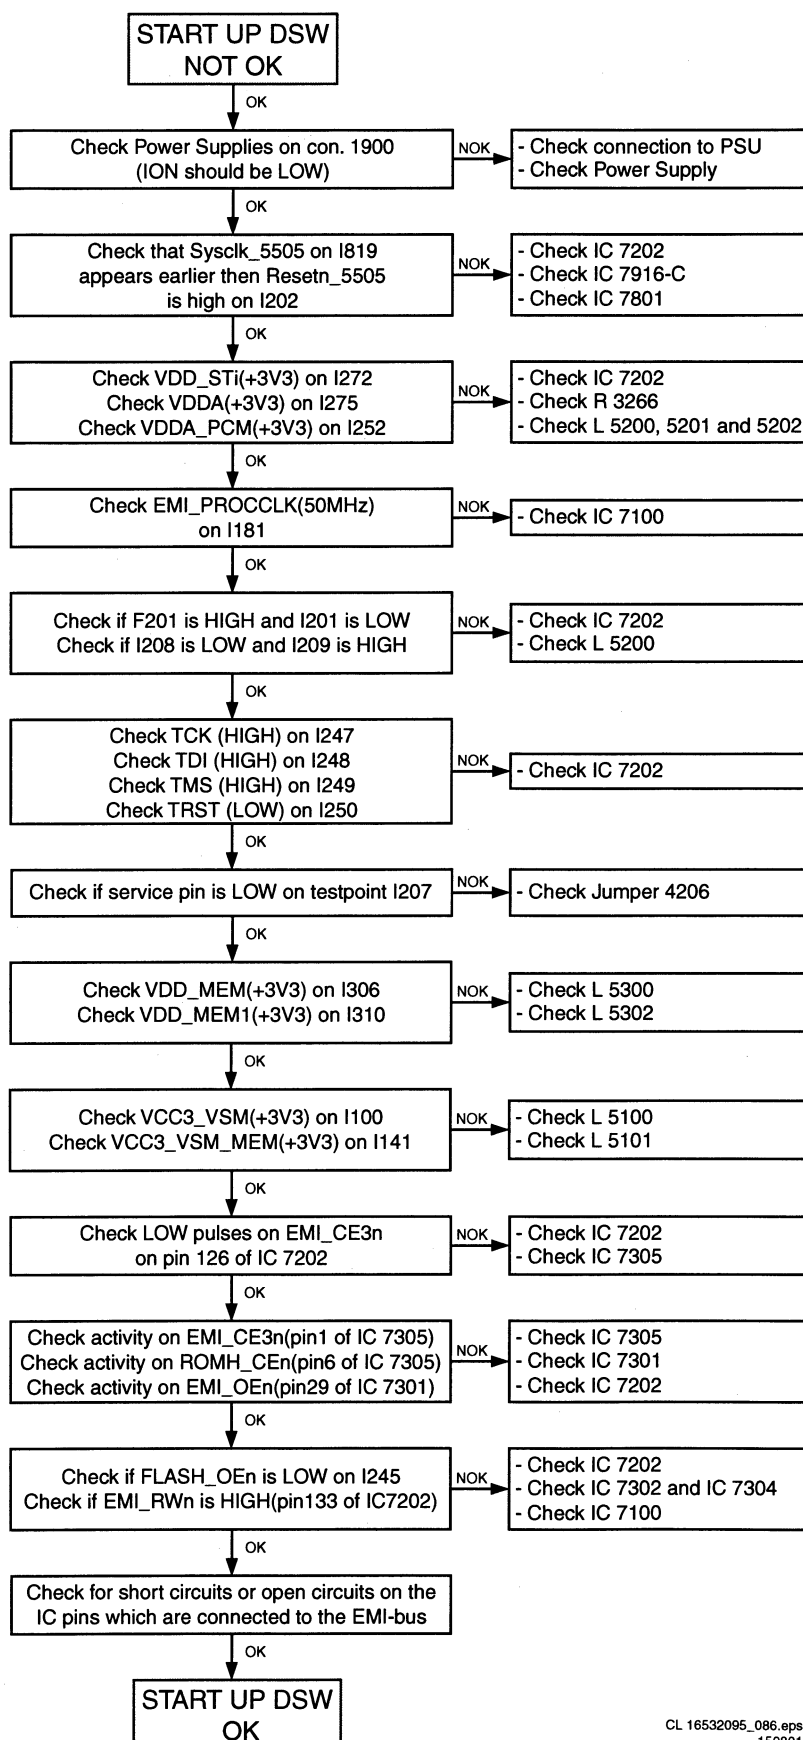 START UP DSW
NOT OK
OK
Check Power Supplies on con. 1900
(ION should be LOW)
NOK
- Check connection to PSU
- Check Power Supply
OK
Check that Sysclk_5505 on I819
appears earlier then Resetn_5505
is high on I202
NOK
- Check IC 7202
- Check IC 7916-C
- Check IC 7801
OK
Check VDD_STi(+3V3) on I272
Check VDDA(+3V3) on I275
Check VDDA_PCM(+3V3) on I252
NOK
- Check IC 7202
- Check R 3266
- Check L 5200, 5201 and 5202
OK
Check EMI_PROCCLK(50MHz)
on I181
NOK
- Check IC 7100
OK
Check if F201 is HIGH and I201 is LOW
Check if I208 is LOW and I209 is HIGH
NOK
- Check IC 7202
- Check L 5200
OK
Check TCK (HIGH) on I247
Check TDI (HIGH) on I248
Check TMS (HIGH) on I249
Check TRST (LOW) on I250
NOK
- Check IC 7202
OK
Check if service pin is LOW on testpoint I207
NOK
- Check Jumper 4206
OK
Check VDD_MEM(+3V3) on I306
Check VDD_MEM1(+3V3) on I310
NOK
- Check L 5300
- Check L 5302
OK
Check VCC3_VSM(+3V3) on I100
Check VCC3_VSM_MEM(+3V3) on I141
NOK
- Check L 5100
- Check L 5101
OK
Check LOW pulses on EMI_CE3n
on pin 126 of IC 7202
NOK
- Check IC 7202
- Check IC 7305
OK
Check activity on EMI_CE3n(pin1 of IC 7305)
Check activity on ROMH_CEn(pin6 of IC 7305)
Check activity on EMI_OEn(pin29 of IC 7301)
NOK
- Check IC 7305
- Check IC 7301
- Check IC 7202
OK
Check if FLASH_OEn is LOW on I245
Check if EMI_RWn is HIGH(pin133 of IC7202)
NOK
- Check IC 7202
- Check IC 7302 and IC 7304
- Check IC 7100
OK
Check for short circuits or open circuits on the
IC pins which are connected to the EMI-bus
OK
START UP DSW
OK
CL 16532095_086.eps